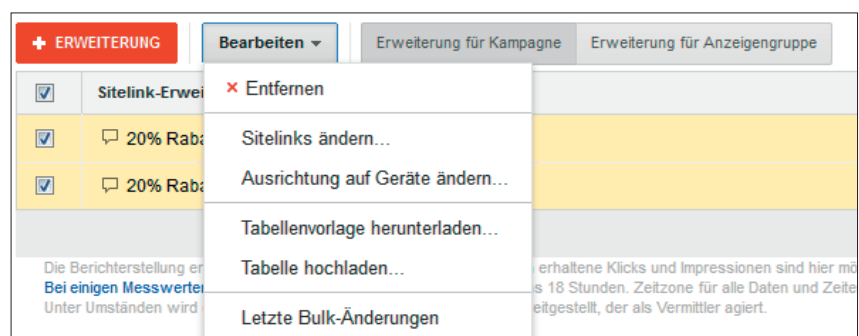 + ERWEITERUNG Bearbeiten Erweiterung für Kampagne Erweiterung für Anzeigengruppe
Sitelink-Erwei
× Entfernen
20% Raba
Sitelinks ändern...
20% Raba
Ausrichtung auf Geräte ändern...
Tabellenvorlage herunterladen...
Tabelle hochladen...
Letzte Bulk-Änderungen
Die Berichterstellung er erhaltene Klicks und Impressionen sind hier mö
Bei einigen Messwerte s 18 Stunden. Zeitzone für alle Daten und Zeite
Unter Umständen wird eitgestellt, der als Vermittler agiert.